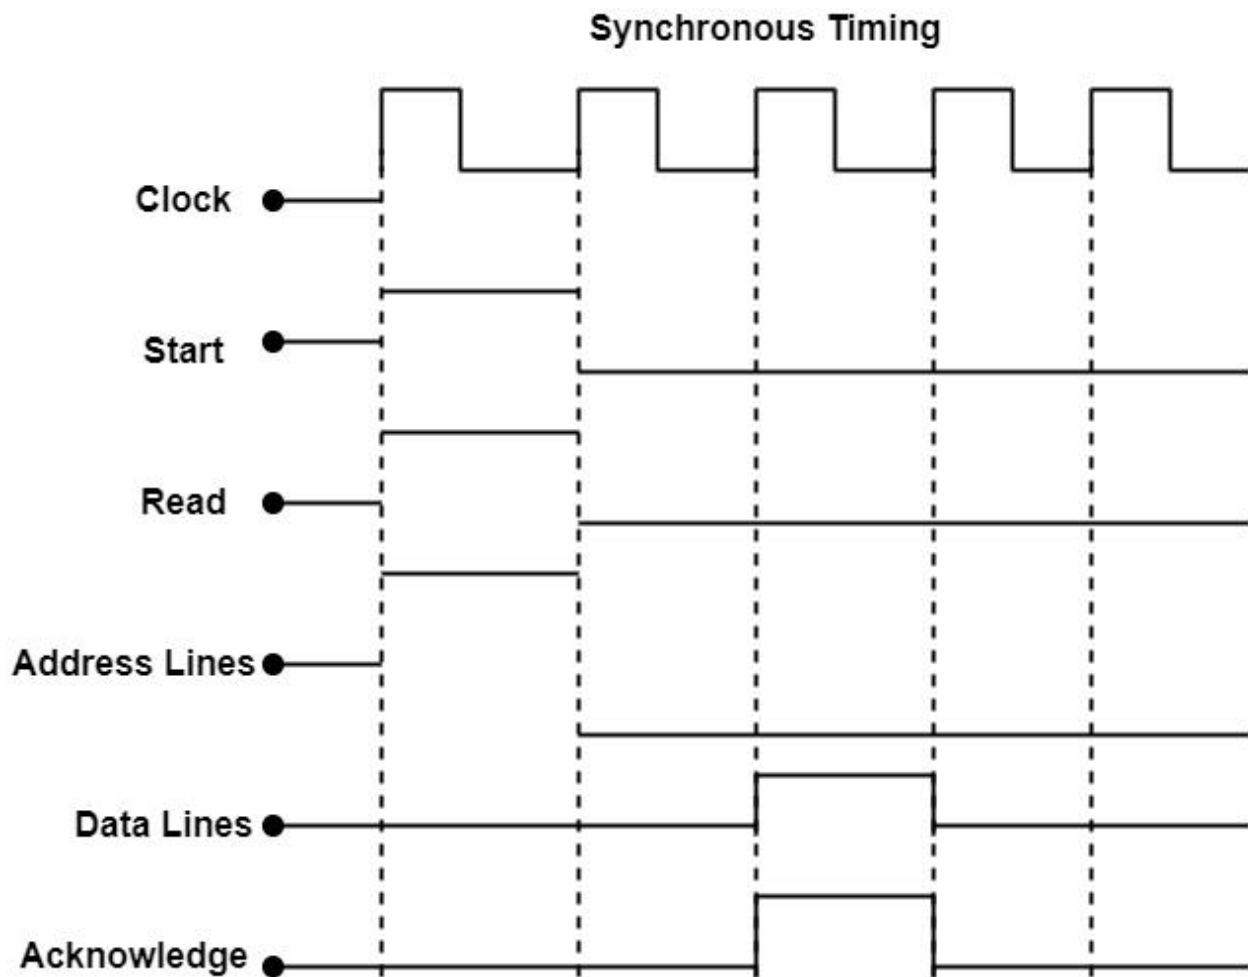 Synchronous Timing
Clock
Start
Read
Address Lines
Data Lines
Acknowledge